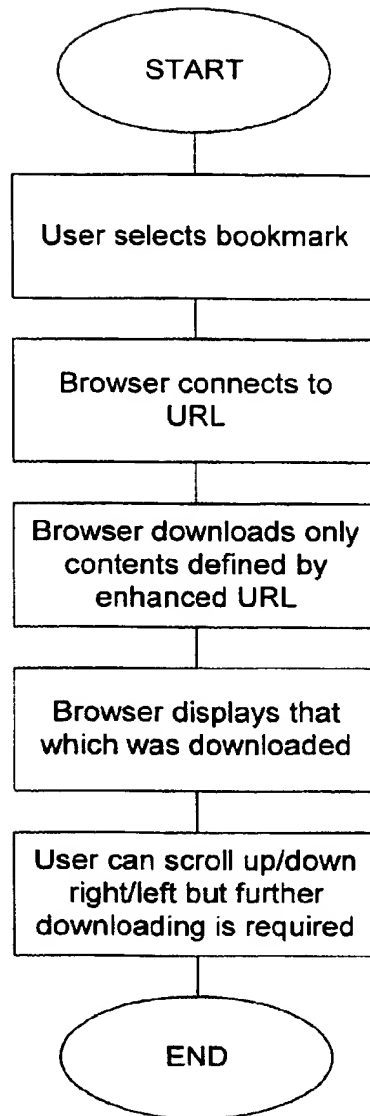 START
User selects bookmark
Browser connects to
URL
Browser downloads only
contents defined by
enhanced URL
Browser displays that
which was downloaded
User can scroll up/down
right/left but further
downloading is required
END